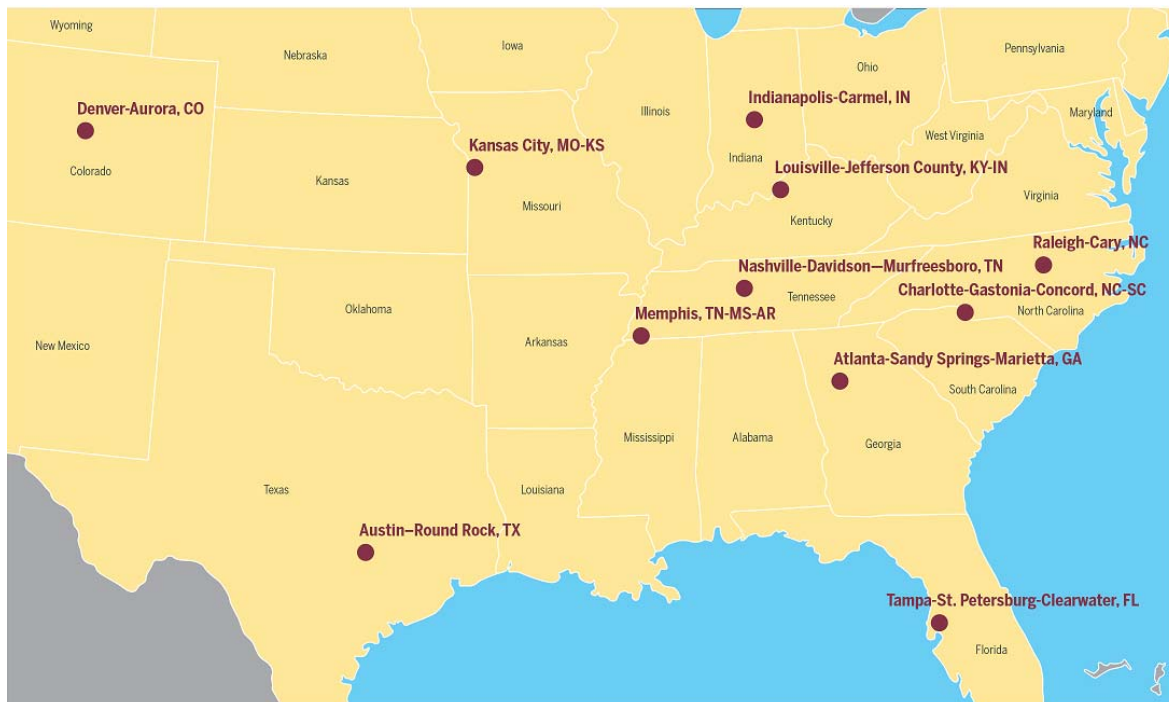 Wyoming
Nebraska
Iowa
Pennsylvania
Ohio
Denver-Aurora, CO
Indianapolis-Carmel, IN
Illinois
Maryland
West Virginia
Kansas City, MO-KS
Indiana
Louisville-Jefferson County, KY-IN
Colorado
Kansas
Missouri
Virginia
Kentucky
Raleigh-Cary, NC
Nashville-Davidson—Murfreesboro, TN
Tennessee
Charlotte-Gastonia-Concord, NC-SC
Oklahoma
Memphis, TN-MS-AR
North Carolina
New Mexico
Arkansas
Atlanta-Sandy Springs-Marietta, GA
South Carolina
Mississippi
Alabama
Georgia
Texas
Louisiana
Austin–Round Rock, TX
Tampa-St. Petersburg-Clearwater, FL
Florida